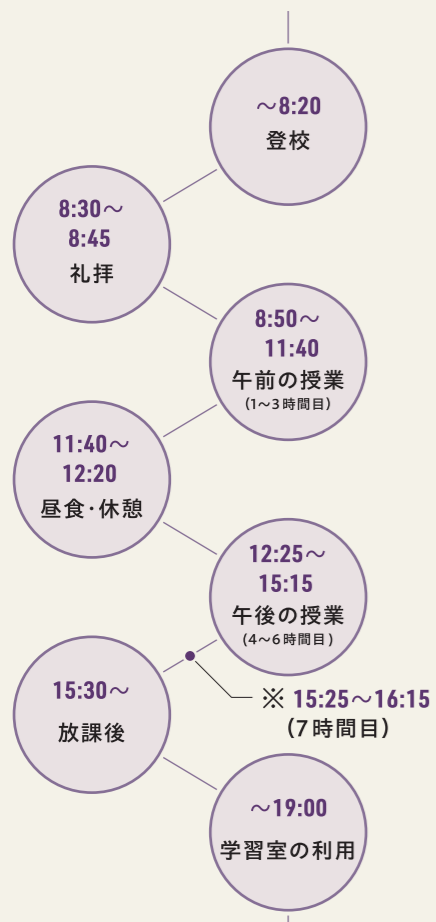 ～8:20
登校
8:30～
8:45
礼拝
8:50～
11:40
午前の授業
(1～3時間目)
11:40～
12:20
昼食・休憩
12:25～
15:15
午後の授業
(4～6時間目)
※ 15:25～16:15
(7時間目)
15:30～
放課後
～19:00
学習室の利用